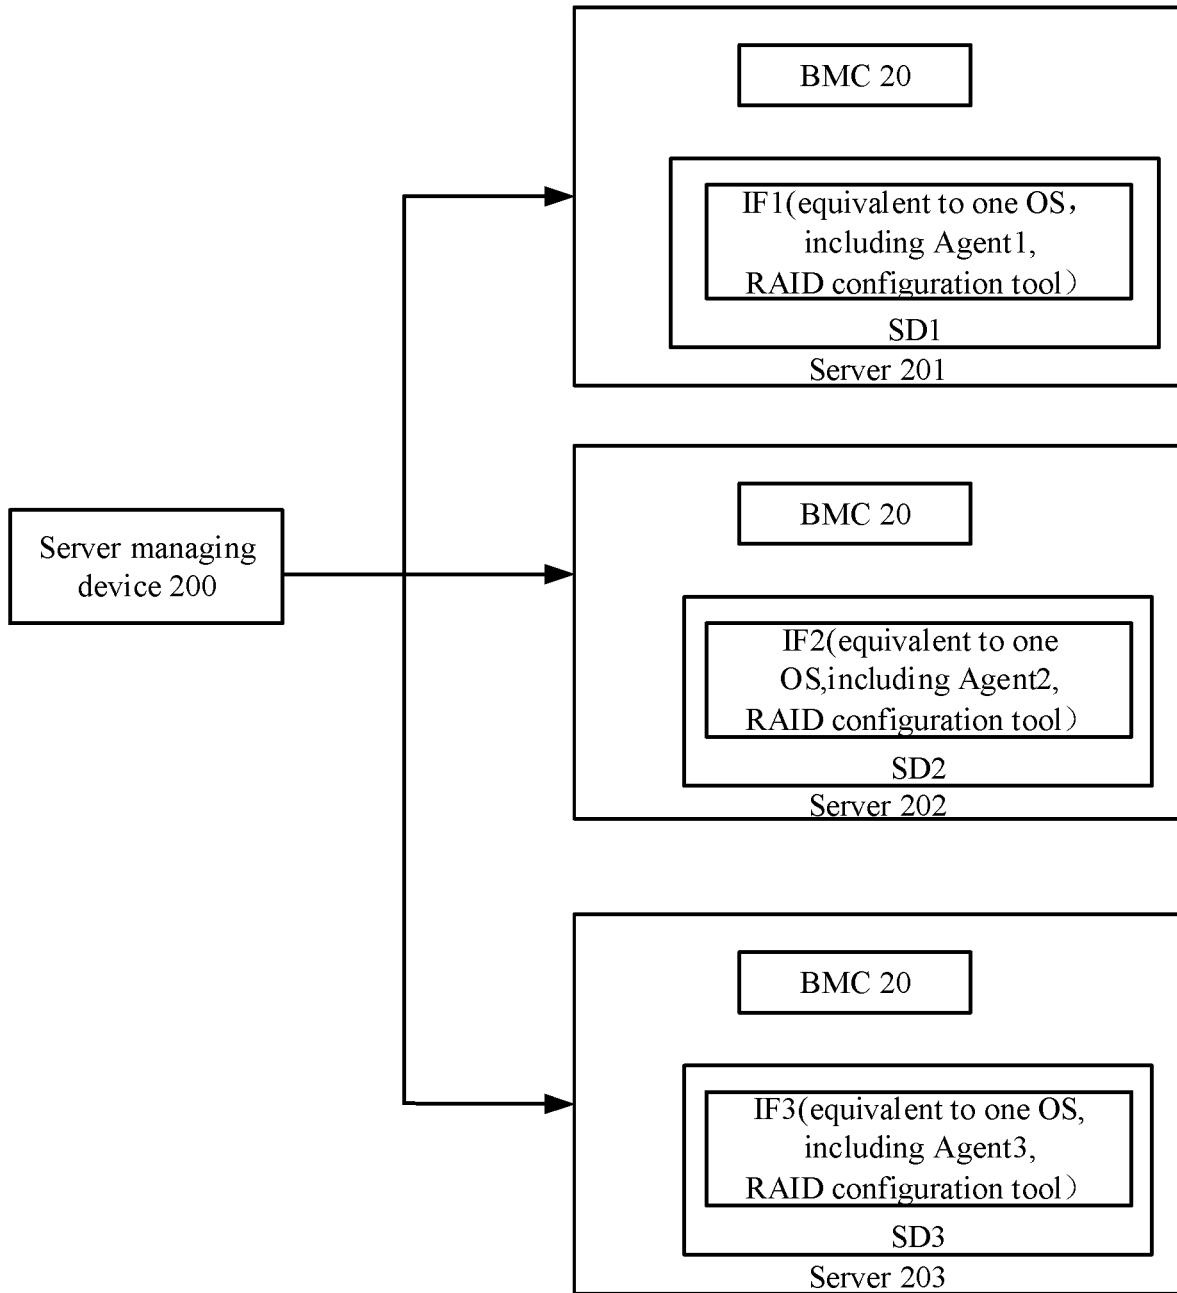 BMC 20
IF1(equivalent to one OS，
including Agent1,
RAID configuration tool）
SD1
Server 201
Server managing
device 200
BMC 20
IF2(equivalent to one
OS,including Agent2,
RAID configuration tool）
SD2
Server 202
BMC 20
IF3(equivalent to one OS,
including Agent3,
RAID configuration tool）
SD3
Server 203